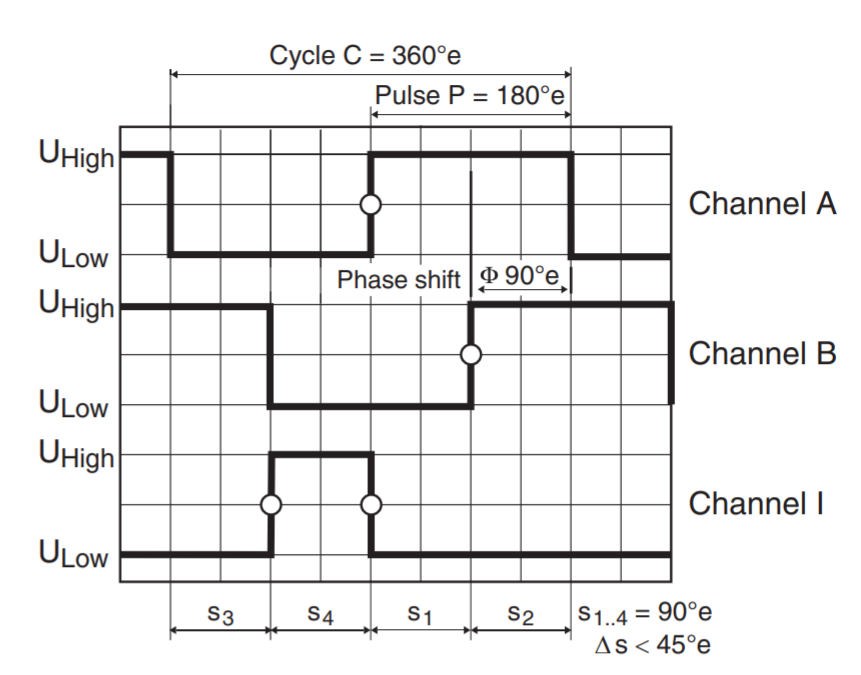 Cycle C = 360°e
Pulse P = 180°e
UHigh
Channel A
ULow
Phase shift Φ 90°e
UHigh
Channel B
ULow
UHigh
Channel I
ULow
s3 s4 s1 s2 s1..4 = 90°e
Δs < 45°e